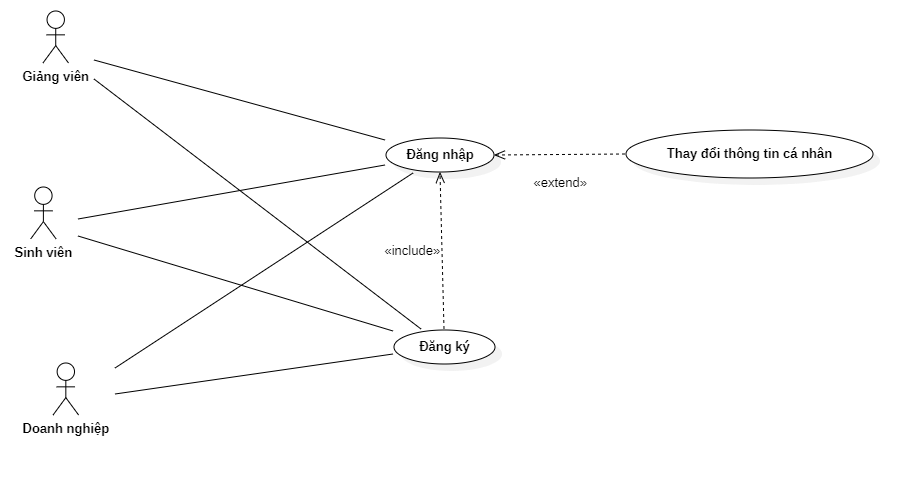 Giảng viên
Đăng nhập
Thay đổi thông tin cá nhân
«extend»
Sinh viên
«include»
Đăng ký
Doanh nghiệp